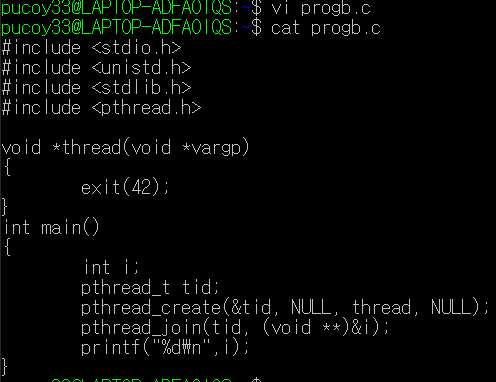 pucoy33@LAPTOP-ADFAOIQS:~$ vi progb.c
pucoy33@LAPTOP-ADFAOIQS:~$ cat progb.c
#include <stdio.h>
#include <unistd.h>
#include <stdlib.h>
#include <pthread.h>
void *thread(void *vargp)
{
exit(42);
}
int main()
{
int i;
pthread_t tid;
pthread_create(&tid, NULL, thread, NULL);
pthread_join(tid, (void **)&i);
printf("%d₩n",i);
}